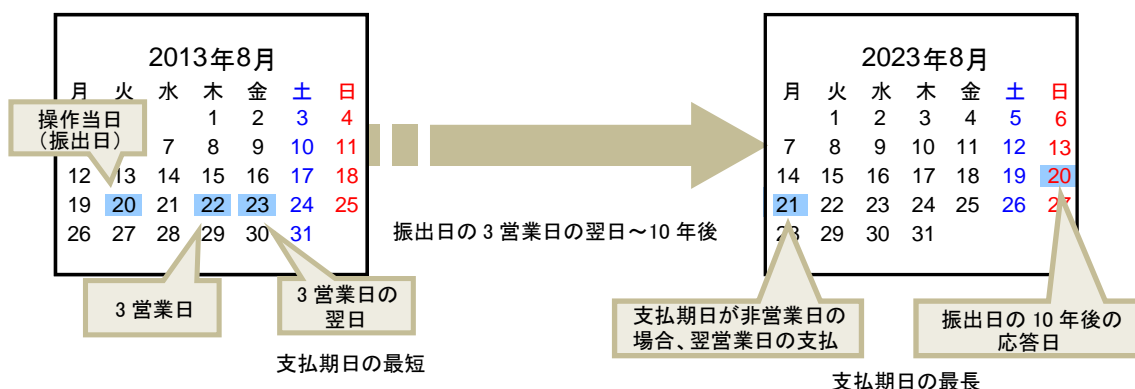 2013年8月
月 火 水 木 金 土 日
1 2 3 4
7 8 9 10 11
12 13 14 15 16 17 18
19 20 21 22 23 24 25
26 27 28 29 30 31
操作当日
（振出日）
3 営業日
3 営業日の
翌日
支払期日の最短
振出日の 3 営業日の翌日～10 年後
2023年8月
月 火 水 木 金 土 日
1 2 3 4 5 6
7 8 9 10 11 12 13
14 15 16 17 18 19 20
21 22 23 24 25 26 27
28 29 30 31
支払期日が非営業日の
場合、翌営業日の支払
振出日の 10 年後の
応答日
支払期日の最長